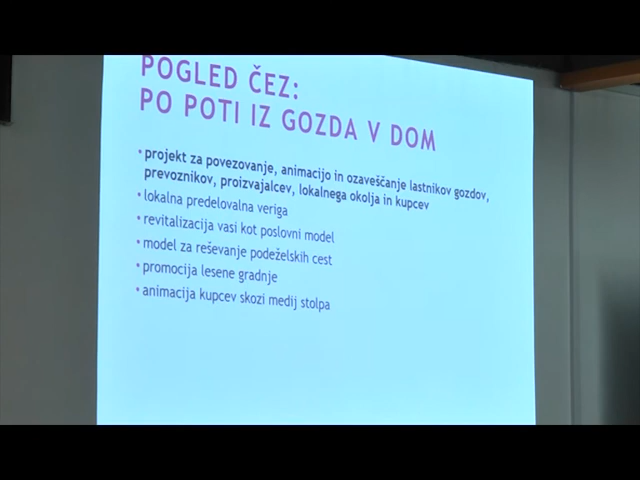 POGLED ČEZ:
PO POTI IZ GOZDA V DOM
• projekt za povezovanje, animacijo in ozaveščanje lastnikov gozdov,
prevoznikov, proizvajalcev, lokalnega okolja in kupcev
• lokalna predelovalna veriga
• revitalizacija vasi kot poslovni model
• model za reševanje podeželskih cest
• promocija lesene gradnje
• animacija kupcev skozi medij stolpa